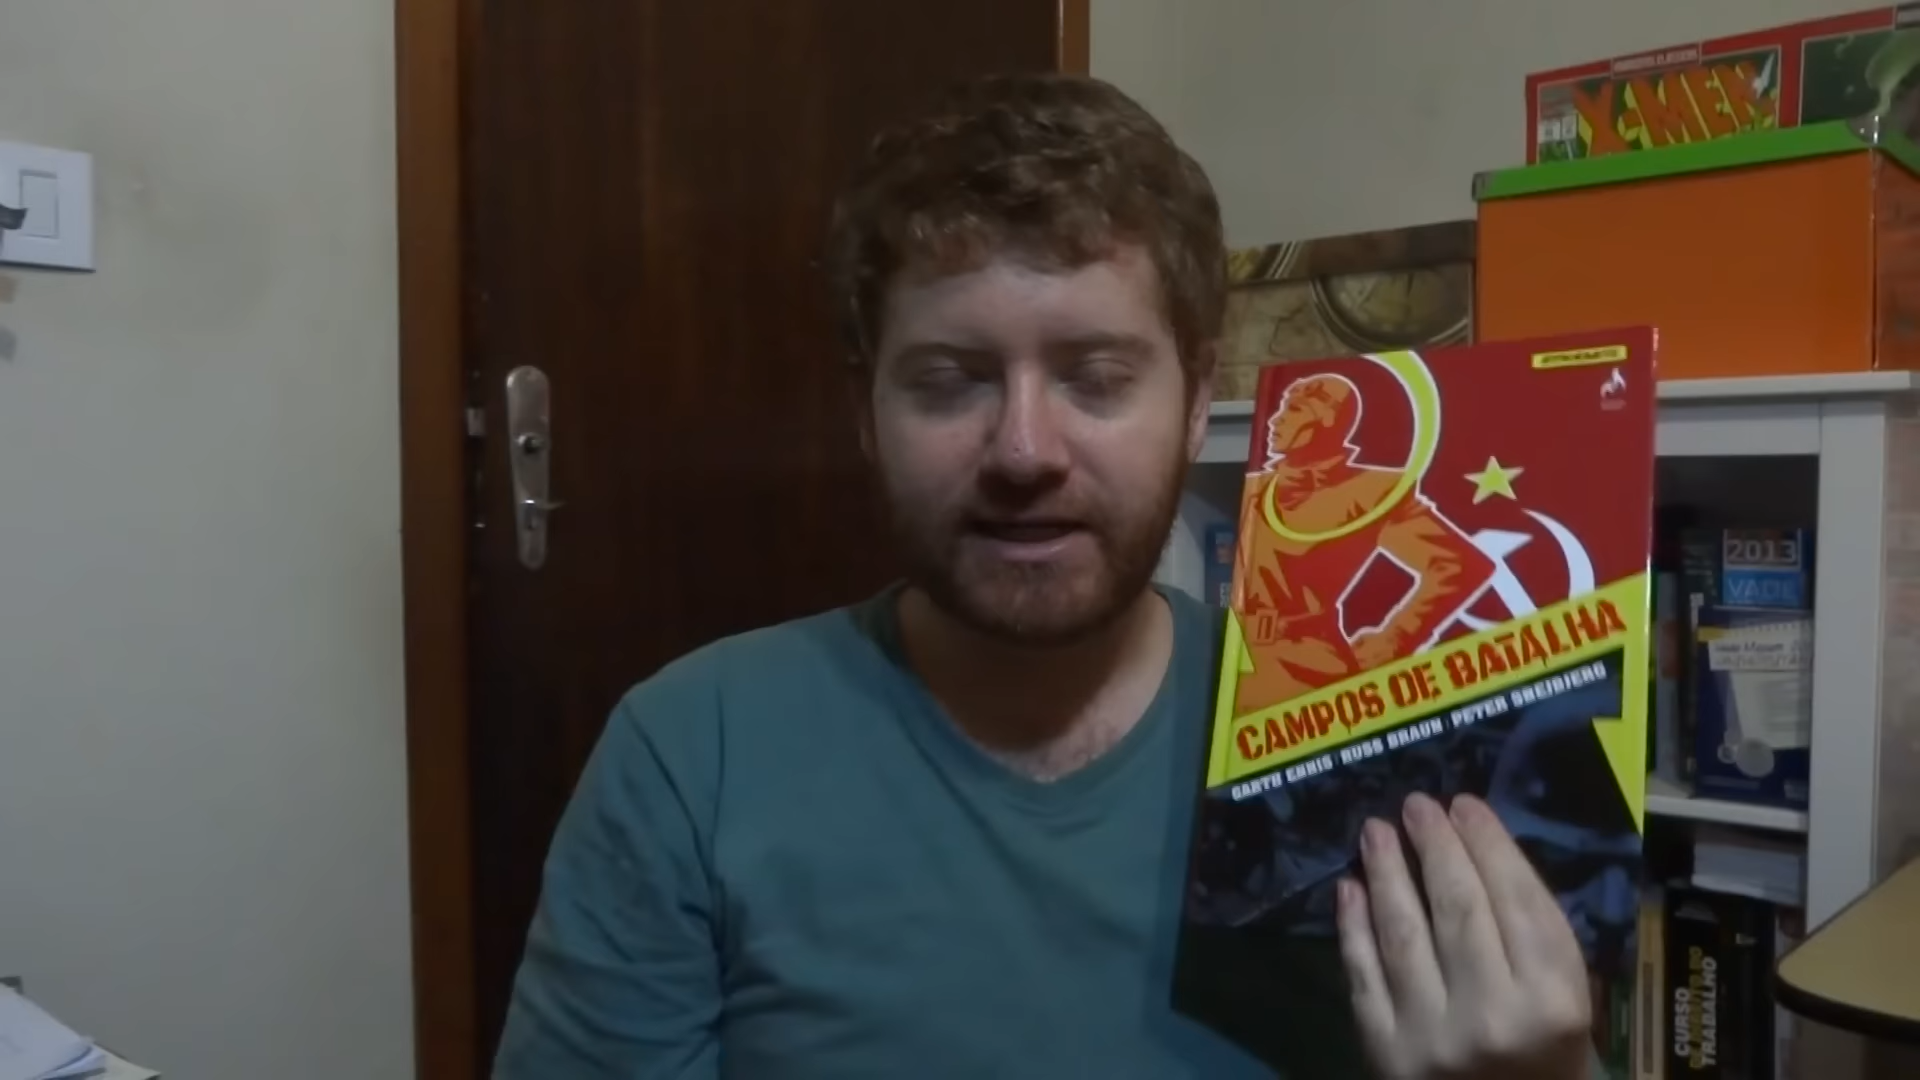 X-MEN
CAMPOS DE BATALHA
GARTH ENNIS RUSS BRAUN PETER SNEJBJERG
2013
VADE
CURSO
TRABALHO